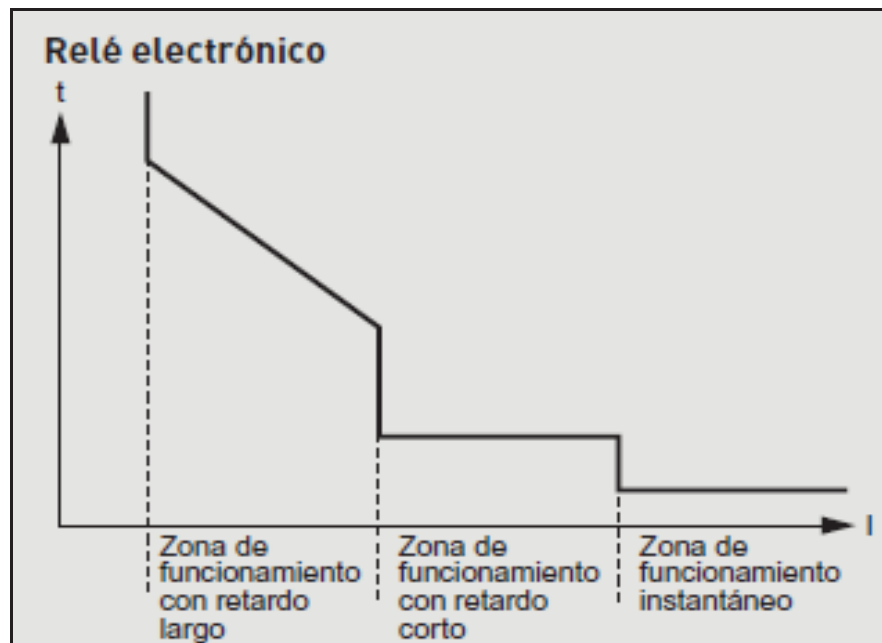 Relé electrónico
t
I
Zona de
funcionamiento
con retardo
largo
Zona de
funcionamiento
con retardo
corto
Zona de
funcionamiento
instantáneo